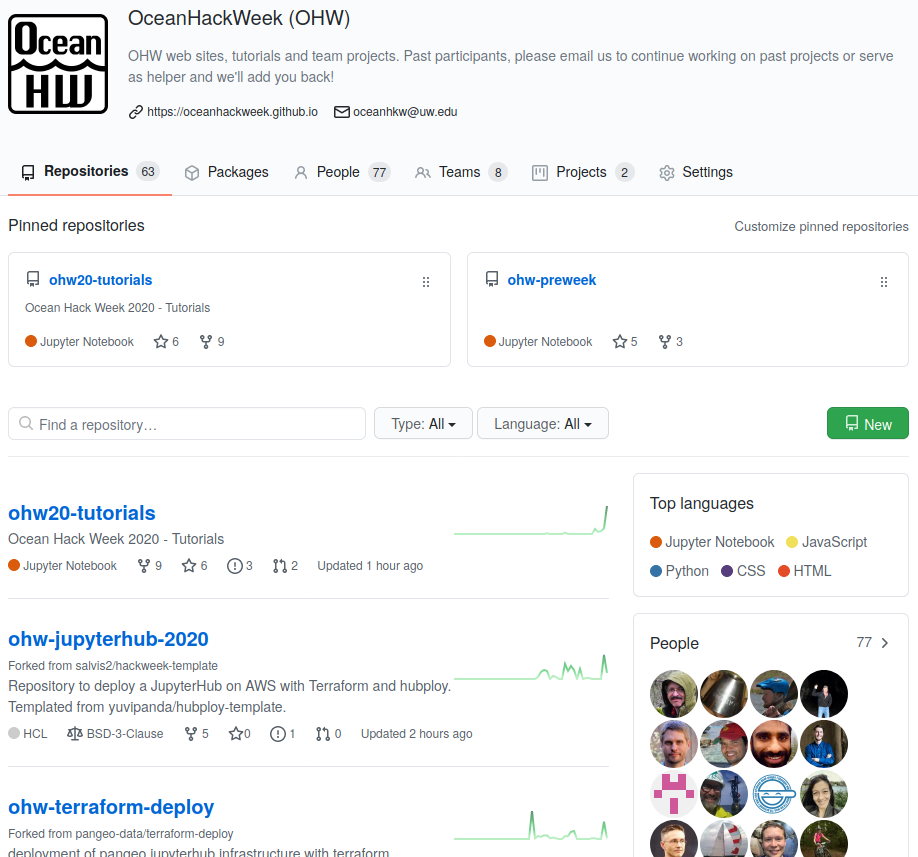 Ocean
HW
OceanHackWeek (OHW)
OHW web sites, tutorials and team projects. Past participants, please email us to continue working on past projects or serve
as helper and we'll add you back!
https://oceanhackweek.github.io oceanhkw@uw.edu
Repositories 63 Packages People 77 Teams 8 Projects 2 Settings
Pinned repositories Customize pinned repositories
ohw20-tutorials
Ocean Hack Week 2020 - Tutorials
Jupyter Notebook 6 9
ohw-preweek
Jupyter Notebook 5 3
Find a repository… Type: All Language: All New
ohw20-tutorials
Ocean Hack Week 2020 - Tutorials
Jupyter Notebook 9 6 3 2 Updated 1 hour ago
ohw-jupyterhub-2020
Forked from salvis2/hackweek-template
Repository to deploy a JupyterHub on AWS with Terraform and hubploy.
Templated from yuvipanda/hubploy-template.
HCL BSD-3-Clause 5 0 1 0 Updated 2 hours ago
ohw-terraform-deploy
Forked from pangeo-data/terraform-deploy
deployment of pangeo jupyterhub infrastructure with terraform
Top languages
Jupyter Notebook JavaScript
Python CSS HTML
People 77